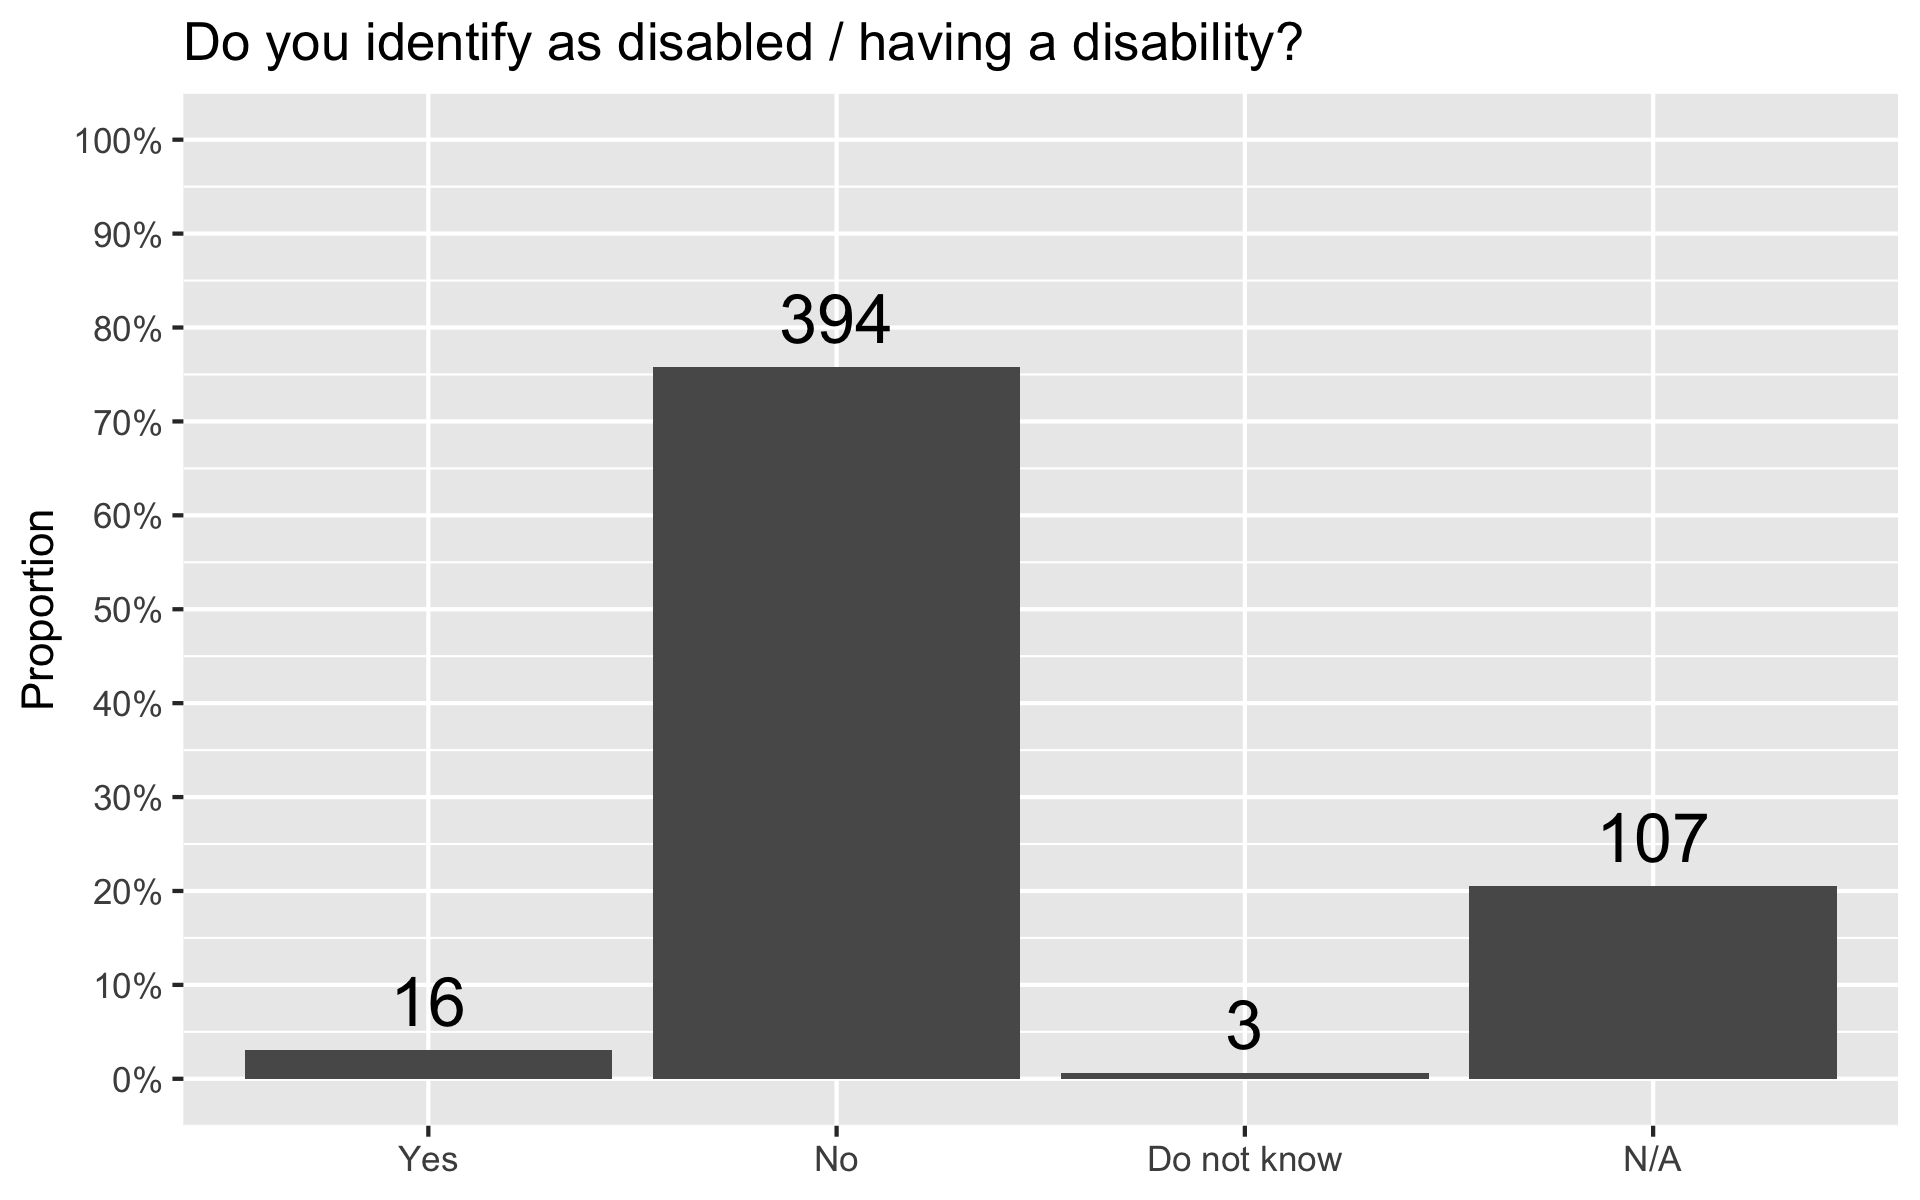 Do you identify as disabled / having a disability?
Proportion
100%
90%
80%
70%
60%
50%
40%
30%
20%
10%
0%
16
394
3
107
Yes
No
Do not know
N/A